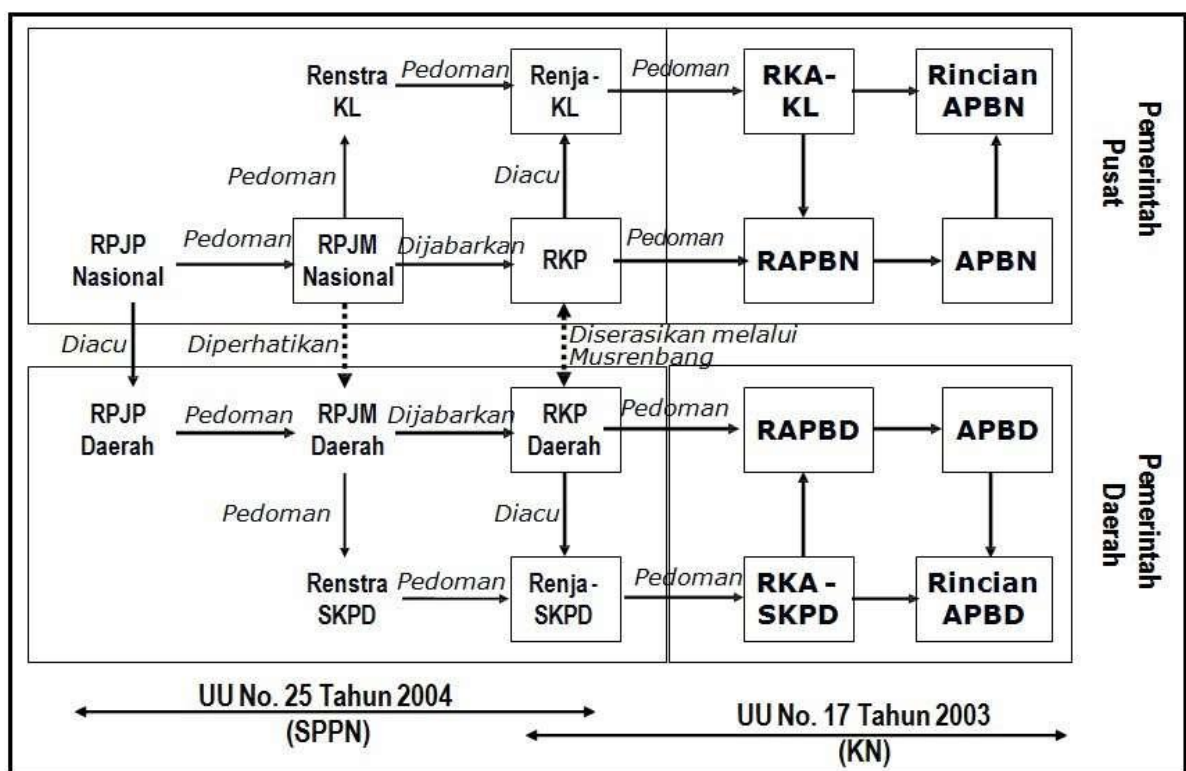 Renstra
KL
Pedoman
Renja-
KL
Pedoman
RKA-
KL
Rincian
APBN
Pedoman
Diacu
RPJP
Nasional
Pedoman
RPJM
Nasional
Dijabarkan
RKP
Pedoman
RAPBN
APBN
Pemerintah
Pusat
Diacu
Diperhatikan
Diserasikan melalui
Musrenbang
RPJP
Daerah
Pedoman
RPJM
Daerah
Dijabarkan
RKP
Daerah
Pedoman
RAPBD
APBD
Pedoman
Diacu
Renstra
SKPD
Pedoman
Renja-
SKPD
Pedoman
RKA -
SKPD
Rincian
APBD
Pemerintah
Daerah
UU No. 25 Tahun 2004
(SPPN)
UU No. 17 Tahun 2003
(KN)